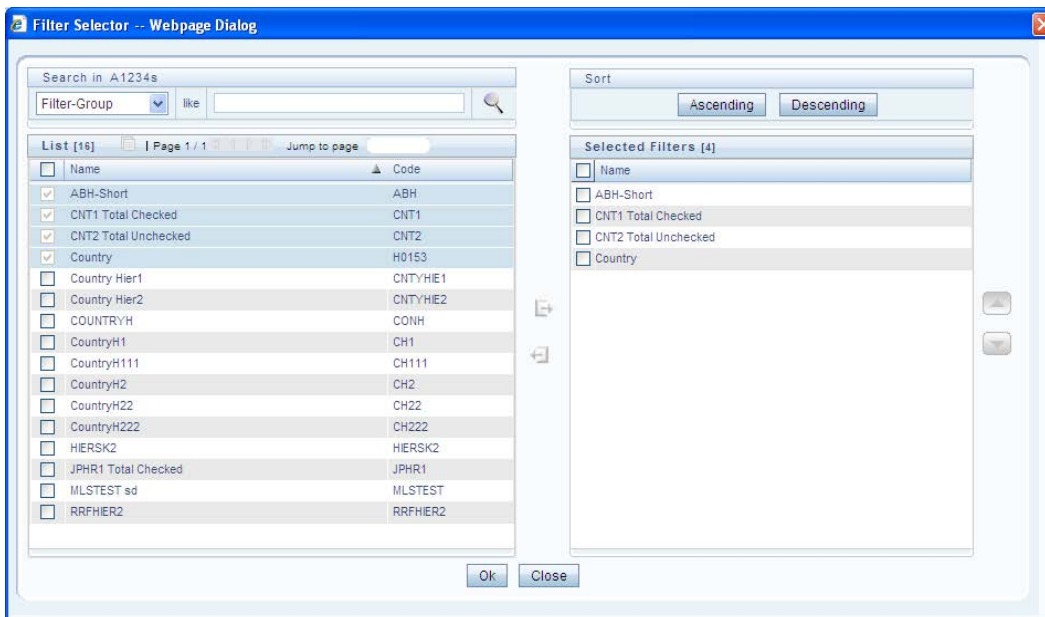 Filter Selector -- Webpage Dialog
Search in A1234s
Filter-Group like
List [16] | Page 1 / 1 Jump to page
Name Code
ABH-Short ABH
CNT1 Total Checked CNT1
CNT2 Total Unchecked CNT2
Country H0153
Country Hier1 CNTYHIE1
Country Hier2 CNTYHIE2
COUNTRYH CONH
CountryH1 CH1
CountryH111 CH111
CountryH2 CH2
CountryH22 CH22
CountryH222 CH222
HIERSK2 HIERSK2
JPHR1 Total Checked JPHR1
MLSTEST sd MLSTEST
RRFHIER2 RRFHIER2
Sort
Ascending Descending
Selected Filters [4]
Name
ABH-Short
CNT1 Total Checked
CNT2 Total Unchecked
Country
Ok Close